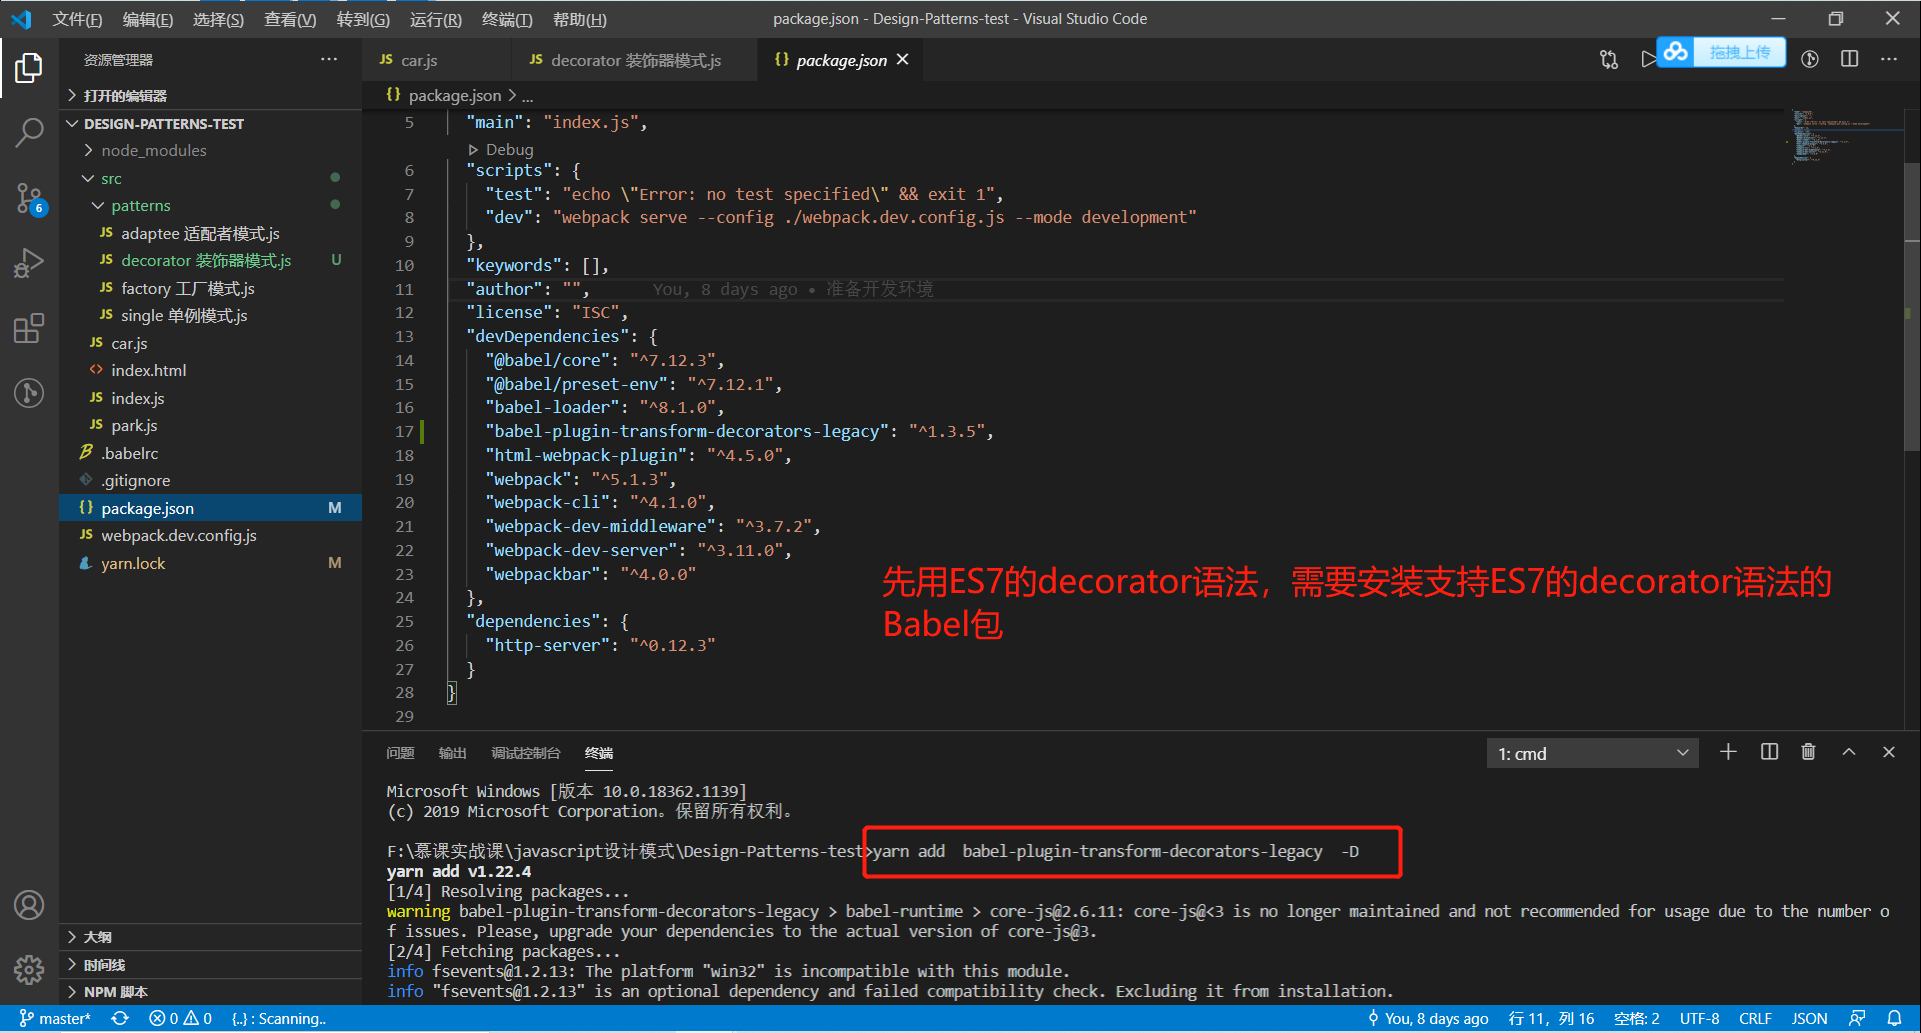 文件(F) 编辑(E) 选择(S) 查看(V) 转到(G) 运行(R) 终端(T) 帮助(H) package.json - Design-Patterns-test - Visual Studio Code
资源管理器 ···
打开的编辑器
DESIGN-PATTERNS-TEST
node_modules
src
patterns
JS adaptee 适配者模式.js
JS decorator 装饰器模式.js U
JS factory 工厂模式.js
JS single 单例模式.js
JS car.js
<> index.html
JS index.js
JS park.js
.babelrc
.gitignore
{} package.json M
JS webpack.dev.config.js
yarn.lock M
大纲
时间线
NPM 脚本
6
JS car.js JS decorator 装饰器模式.js {} package.json
拖拽上传
{} package.json > ...
5 "main": "index.js",
Debug
6 "scripts": {
7 "test": "echo \"Error: no test specified\" && exit 1",
8 "dev": "webpack serve --config ./webpack.dev.config.js --mode development"
9 },
10 "keywords": [],
11 "author": "", You, 8 days ago • 准备开发环境
12 "license": "ISC",
13 "devDependencies": {
14 "@babel/core": "^7.12.3",
15 "@babel/preset-env": "^7.12.1",
16 "babel-loader": "^8.1.0",
17 "babel-plugin-transform-decorators-legacy": "^1.3.5",
18 "html-webpack-plugin": "^4.5.0",
19 "webpack": "^5.1.3",
20 "webpack-cli": "^4.1.0",
21 "webpack-dev-middleware": "^3.7.2",
22 "webpack-dev-server": "^3.11.0",
23 "webpackbar": "^4.0.0"
24 },
25 "dependencies": {
26 "http-server": "^0.12.3"
27 }
28 }
29
先用ES7的decorator语法，需要安装支持ES7的decorator语法的
Babel包
问题 输出 调试控制台 终端 1: cmd
Microsoft Windows [版本 10.0.18362.1139]
(c) 2019 Microsoft Corporation。保留所有权利。
F:\慕课实战课\javascript设计模式\Design-Patterns-test>yarn add  babel-plugin-transform-decorators-legacy  -D
yarn add v1.22.4
[1/4] Resolving packages...
warning babel-plugin-transform-decorators-legacy > babel-runtime > core-js@2.6.11: core-js@<3 is no longer maintained and not recommended for usage due to the number o
f issues. Please, upgrade your dependencies to the actual version of core-js@3.
[2/4] Fetching packages...
info fsevents@1.2.13: The platform "win32" is incompatible with this module.
info "fsevents@1.2.13" is an optional dependency and failed compatibility check. Excluding it from installation.
master* 0 0 {..} : Scanning.. You, 8 days ago 行 11，列 16 空格: 2 UTF-8 CRLF JSON